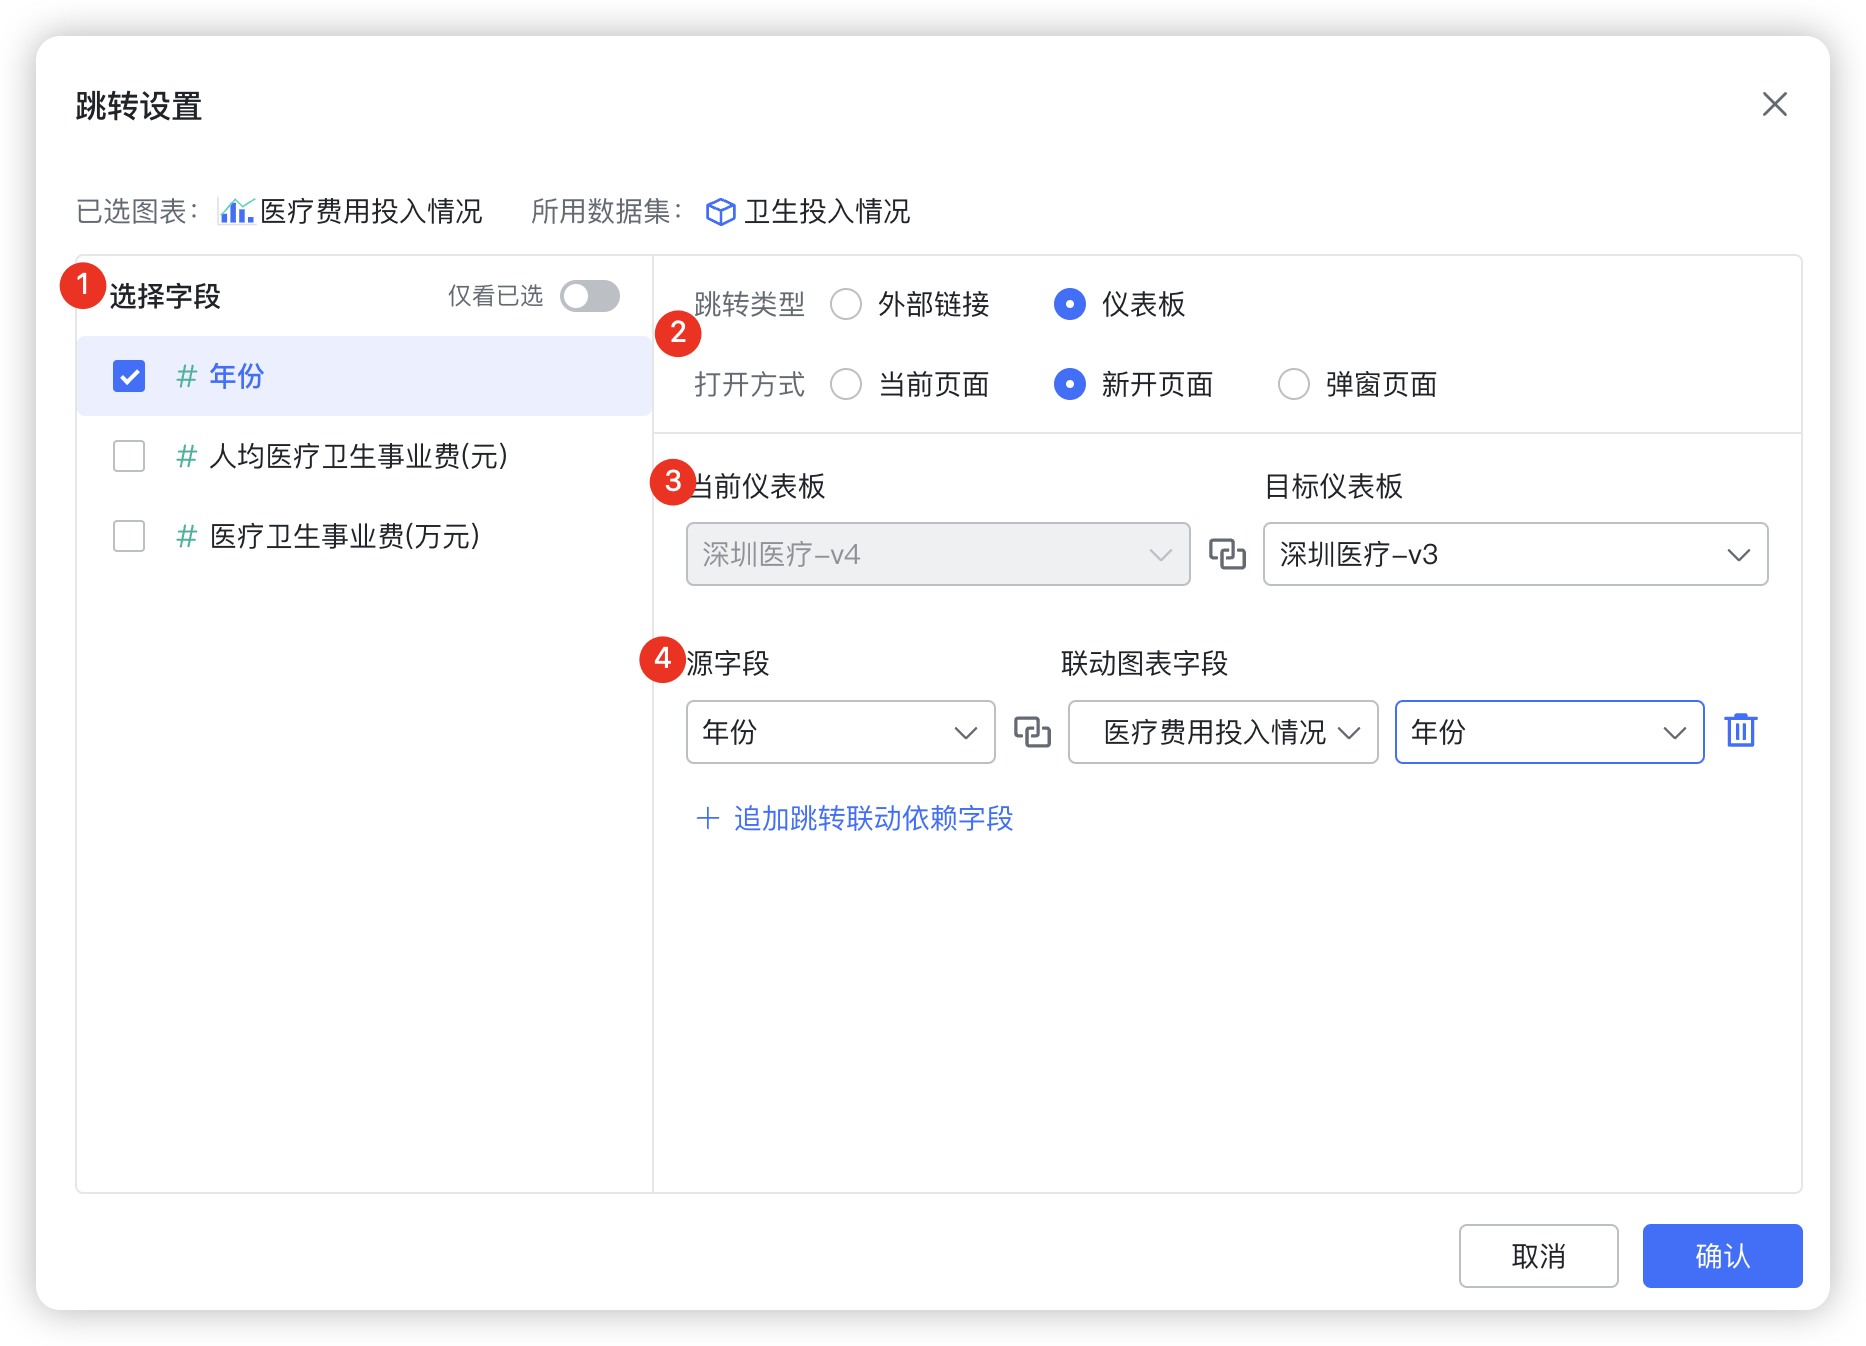 跳转设置
已选图表： 医疗费用投入情况 所用数据集： 卫生投入情况
1 选择字段 仅看已选
# 年份
# 人均医疗卫生事业费(元)
# 医疗卫生事业费(万元)
2 跳转类型 外部链接 仪表板
打开方式 当前页面 新开页面 弹窗页面
3 当前仪表板 目标仪表板
深圳医疗-v4 深圳医疗-v3
4 源字段 联动图表字段
年份 医疗费用投入情况 年份
+ 追加跳转联动依赖字段
取消 确认